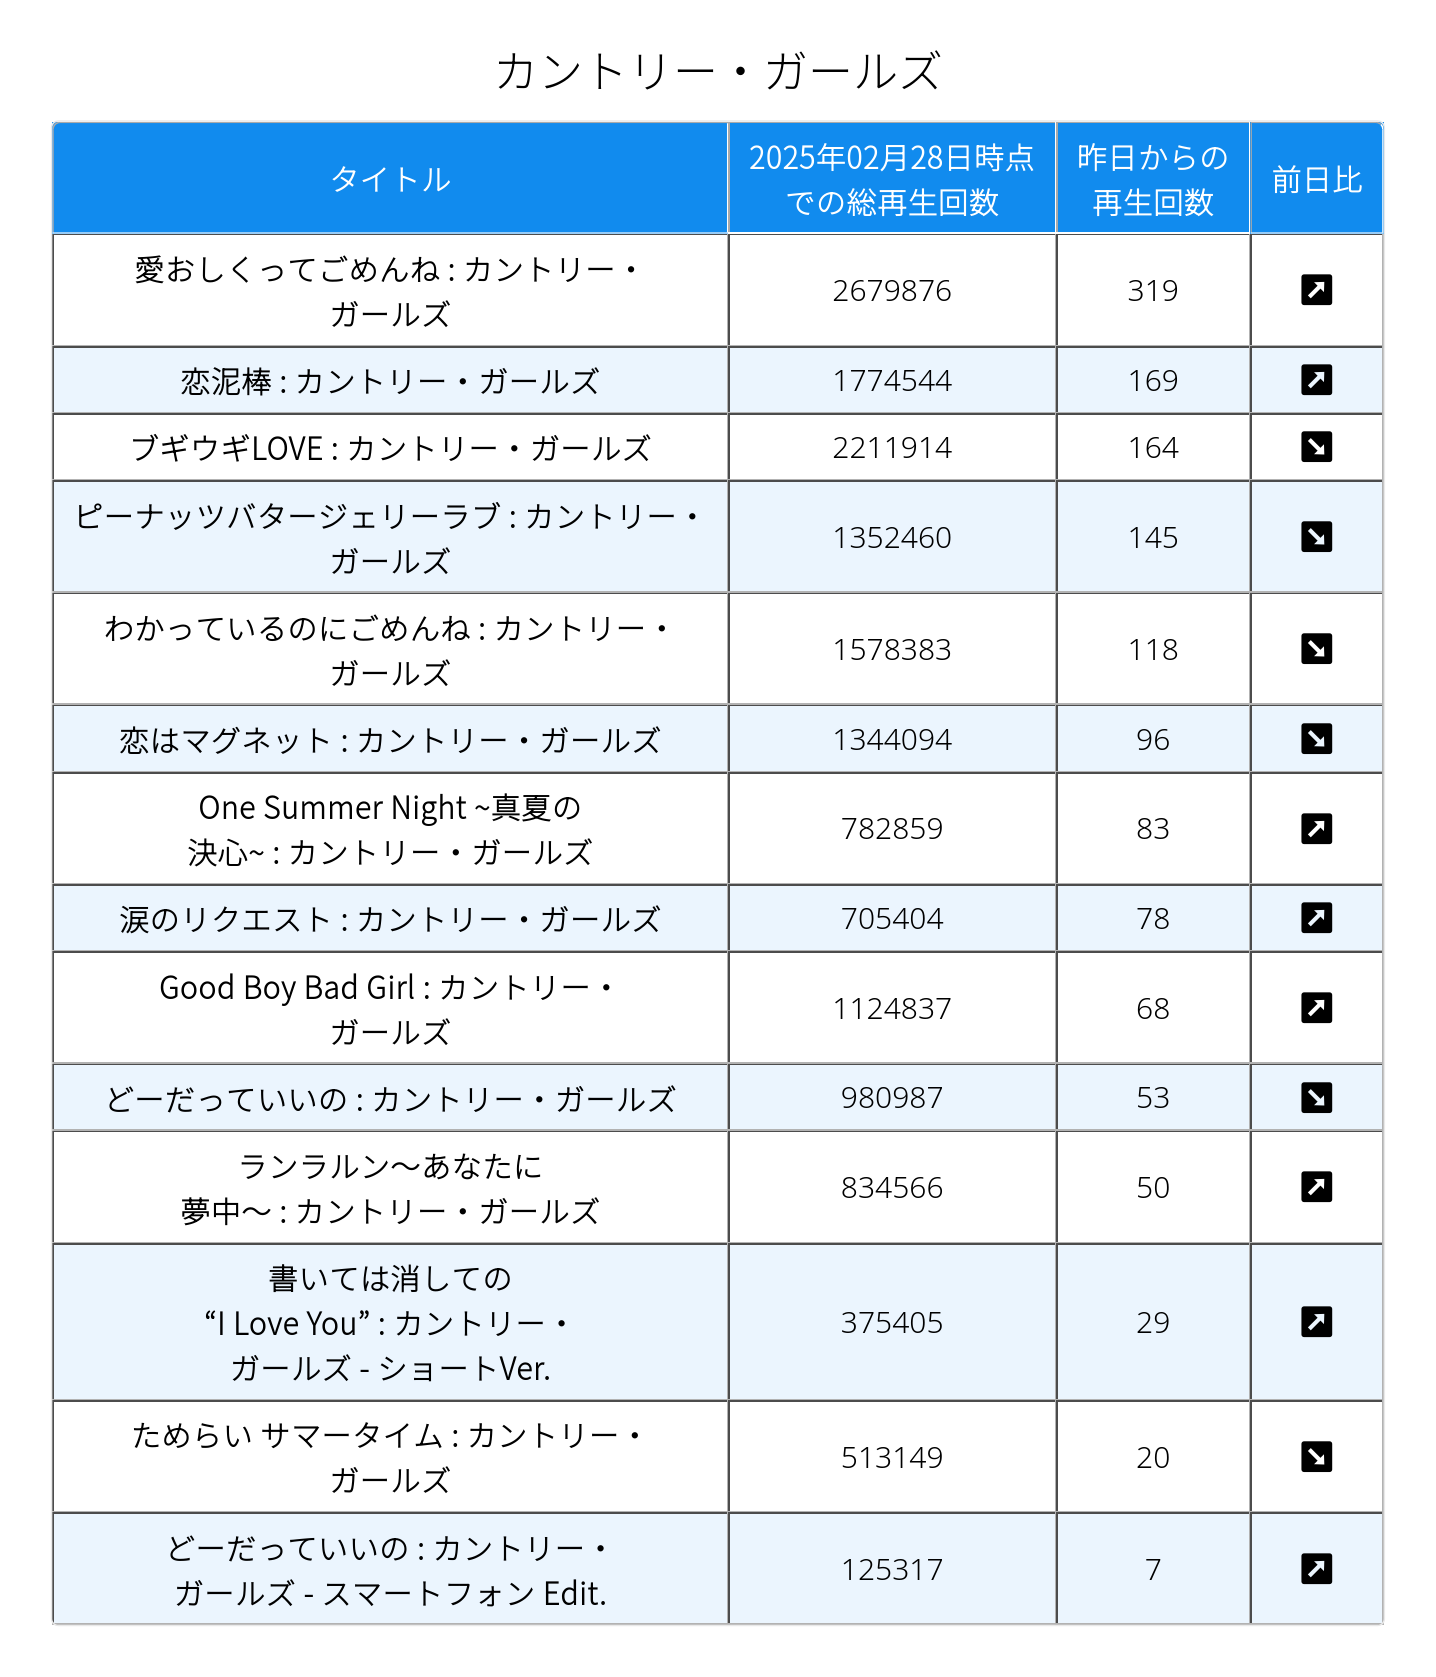 カントリー・ガールズ
タイトル
2025年02月28日時点
での総再生回数
昨日からの
再生回数
前日比
愛おしくってごめんね : カントリー・
ガールズ
2679876
319
恋泥棒 : カントリー・ガールズ
1774544
169
ブギウギLOVE : カントリー・ガールズ
2211914
164
ピーナッツバタージェリーラブ : カントリー・
ガールズ
1352460
145
わかっているのにごめんね : カントリー・
ガールズ
1578383
118
恋はマグネット : カントリー・ガールズ
1344094
96
One Summer Night ~真夏の
決心~ : カントリー・ガールズ
782859
83
涙のリクエスト : カントリー・ガールズ
705404
78
Good Boy Bad Girl : カントリー・
ガールズ
1124837
68
どーだっていいの : カントリー・ガールズ
980987
53
ランラルン〜あなたに
夢中〜 : カントリー・ガールズ
834566
50
書いては消しての
“I Love You” : カントリー・
ガールズ - ショートVer.
375405
29
ためらい サマータイム : カントリー・
ガールズ
513149
20
どーだっていいの : カントリー・
ガールズ - スマートフォン Edit.
125317
7